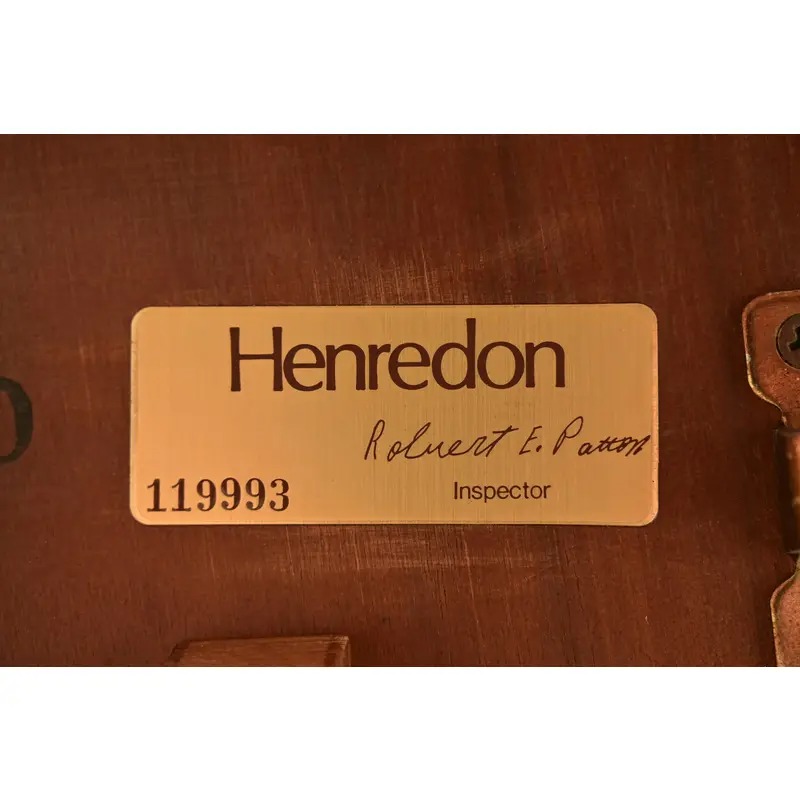 Henredon
Robert E. Patton
Inspector
119993